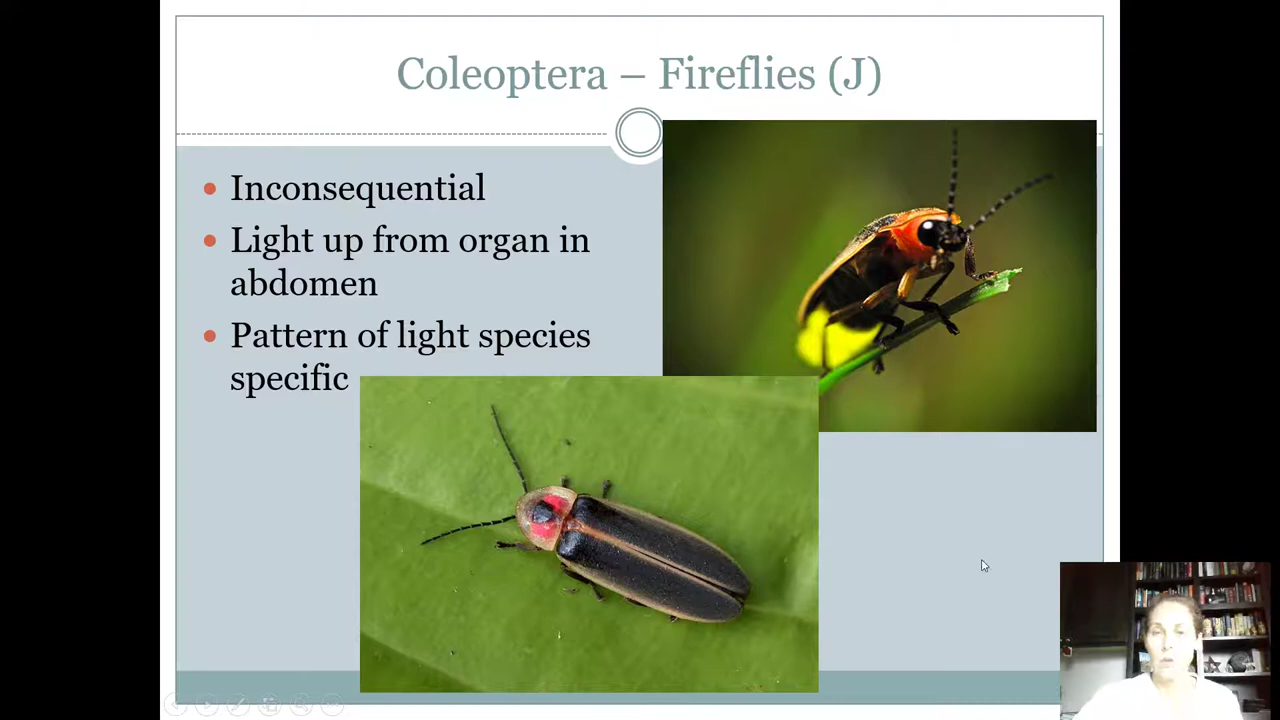 Coleoptera – Fireflies (J)
Inconsequential
Light up from organ in
abdomen
Pattern of light species
specific